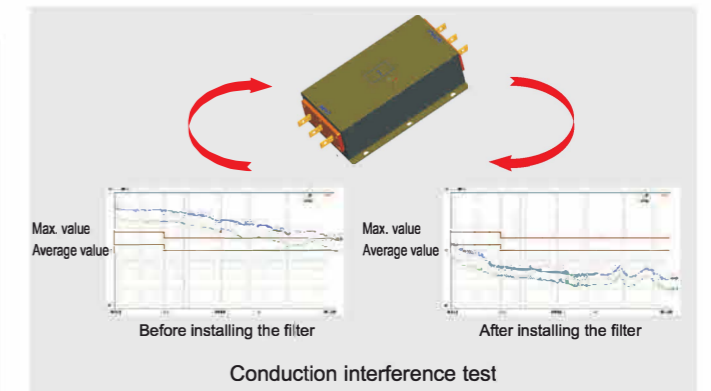 Max. value
Average value
Before installing the filter
Max. value
Average value
After installing the filter
Conduction interference test